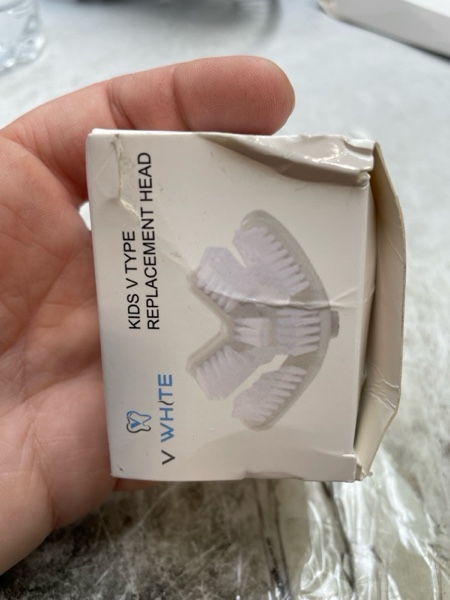 KIDS V TYPE
REPLACEMENT HEAD
V WHITE